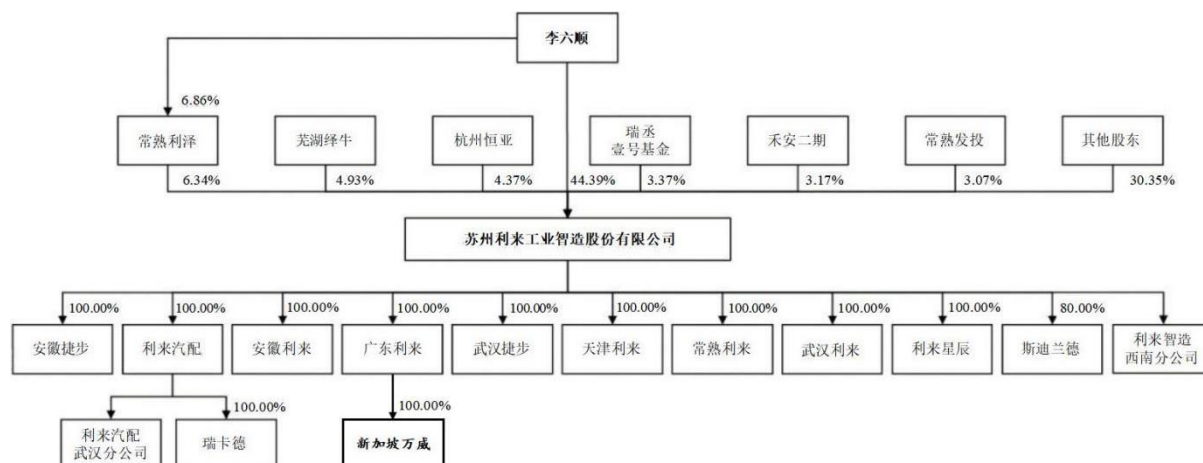 李六顺
6.86%
常熟利泽
芜湖绎牛
杭州恒亚
瑞丞
壹号基金
禾安二期
常熟发投
其他股东
6.34%
4.93%
4.37%
44.39%
3.37%
3.17%
3.07%
30.35%
苏州利来工业智造股份有限公司
100.00%
100.00%
100.00%
100.00%
100.00%
100.00%
100.00%
100.00%
100.00%
80.00%
安徽捷步
利来汽配
安徽利来
广东利来
武汉捷步
天津利来
常熟利来
武汉利来
利来星辰
斯迪兰德
利来智造
西南分公司
100.00%
100.00%
利来汽配
武汉分公司
瑞卡德
新加坡万威